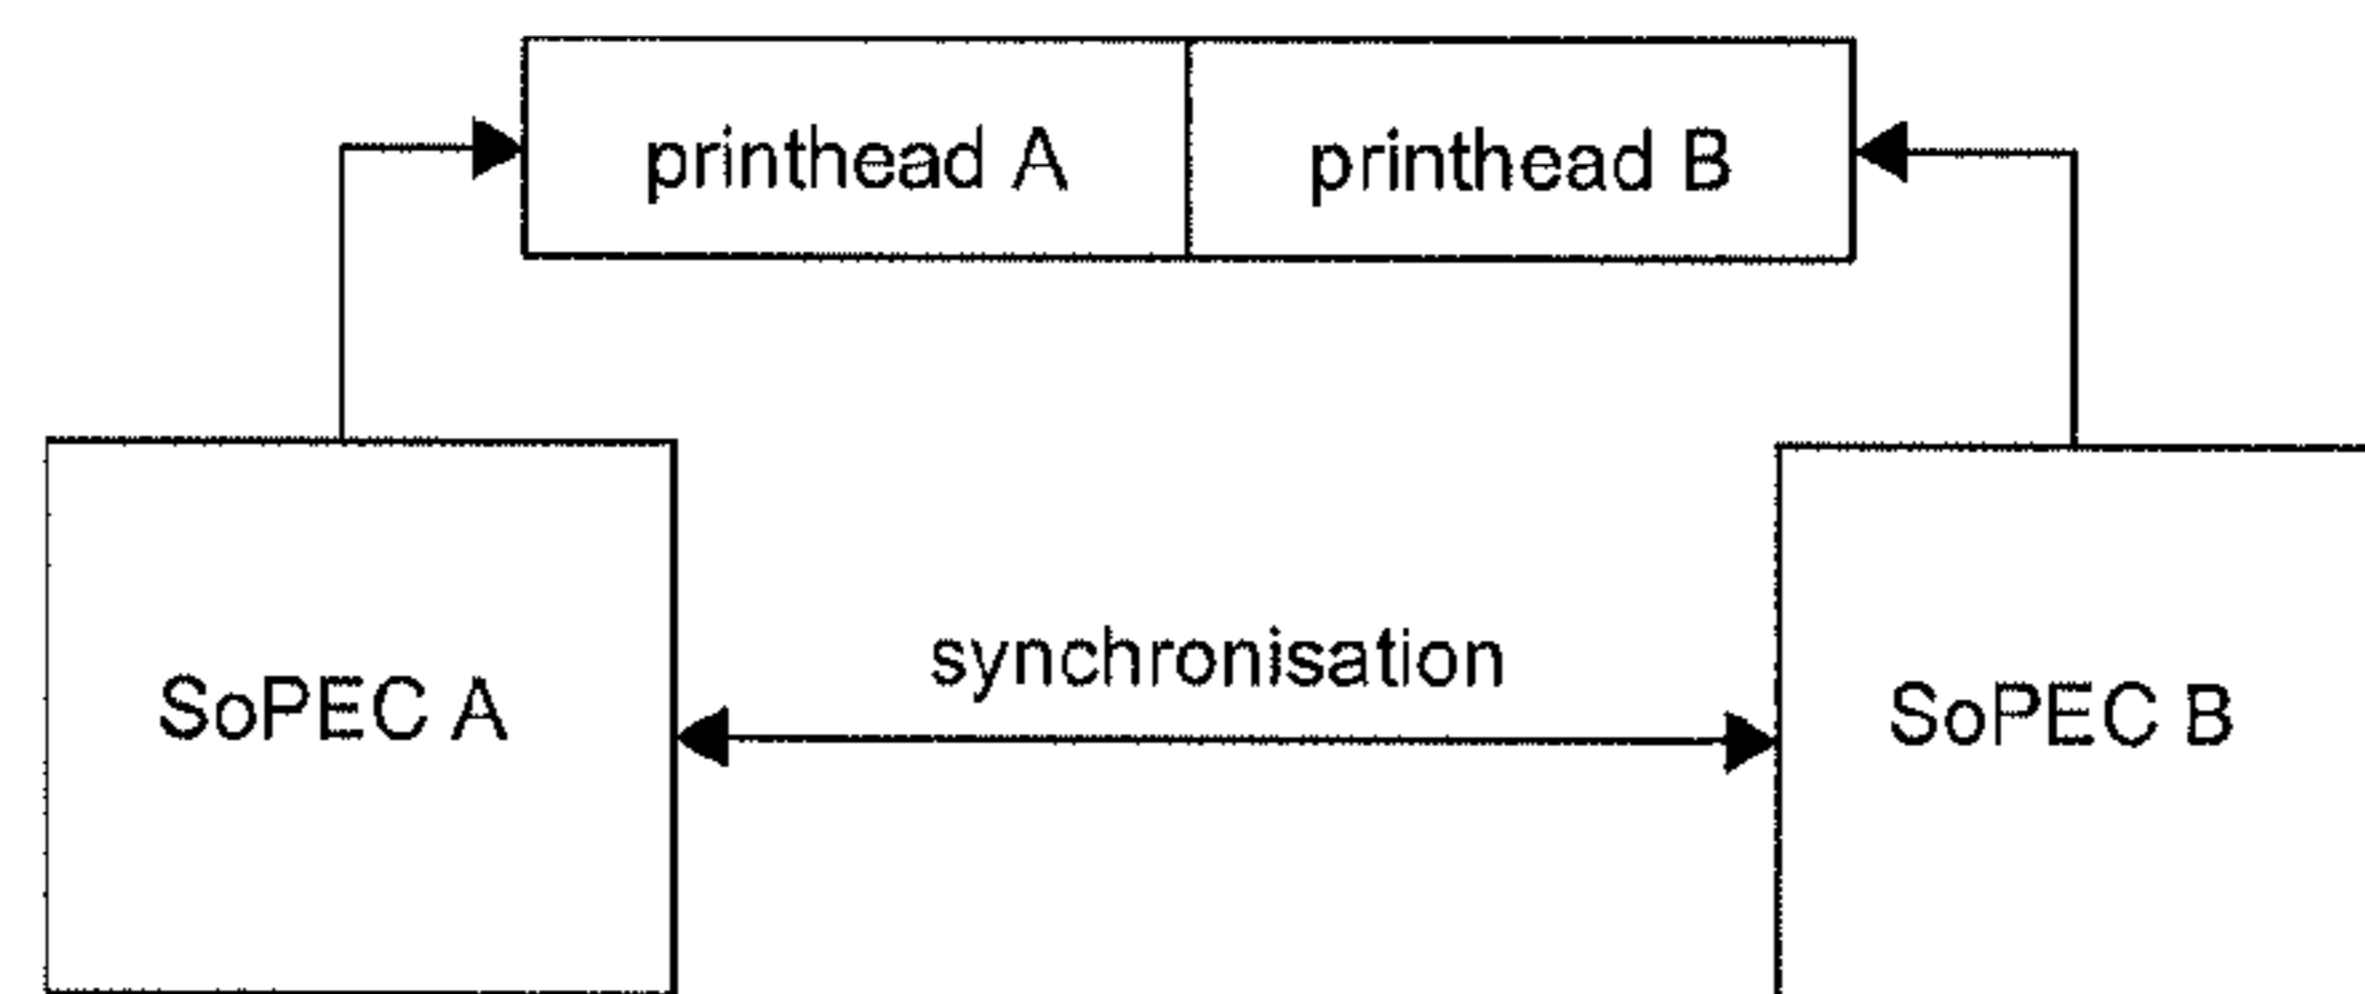 printhead A
printhead B
synchronisation
SoPEC A
SoPEC B